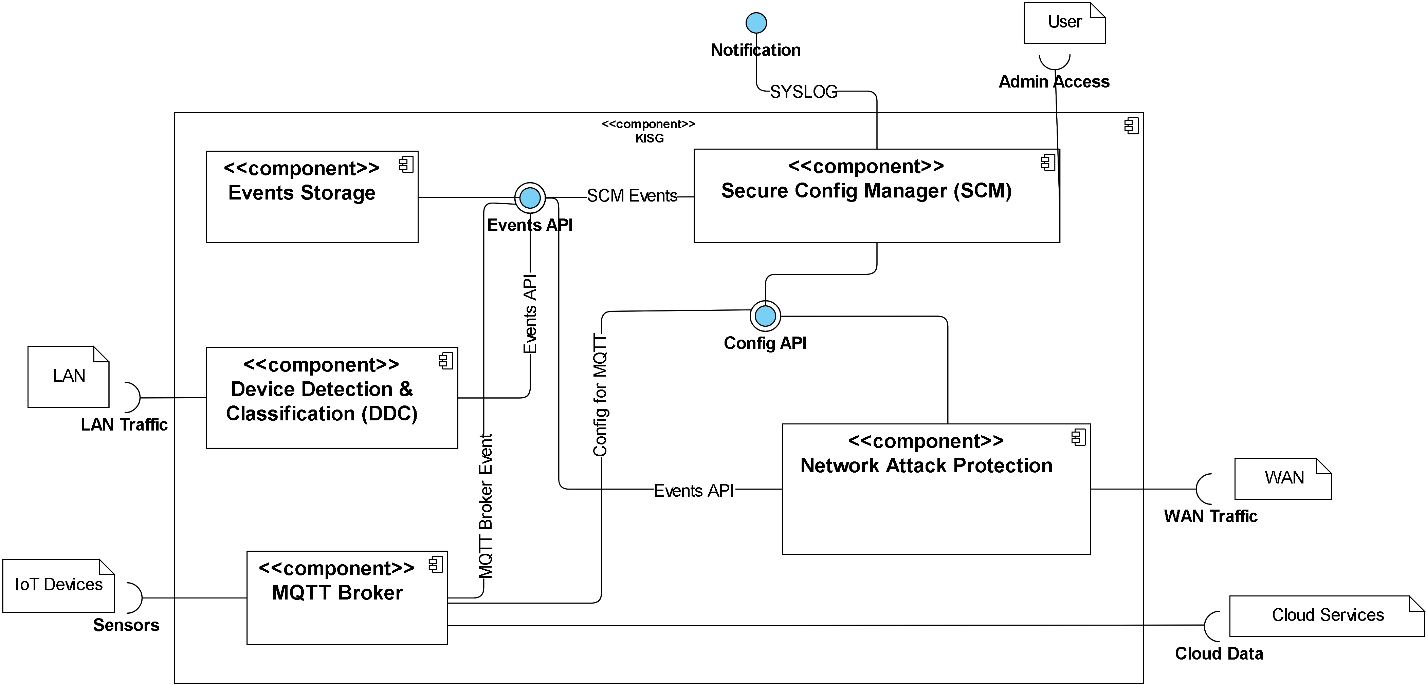 User
Notification
Admin Access
SYSLOG
<<component>>
KISG
<<component>>
Events Storage
<<component>>
Secure Config Manager (SCM)
SCM Events
Events API
Events API
Config API
Config for MQTT
LAN
LAN Traffic
<<component>>
Device Detection &
Classification (DDC)
MQTT Broker Event
<<component>>
Network Attack Protection
Events API
WAN
WAN Traffic
IoT Devices
Sensors
<<component>>
MQTT Broker
Cloud Services
Cloud Data